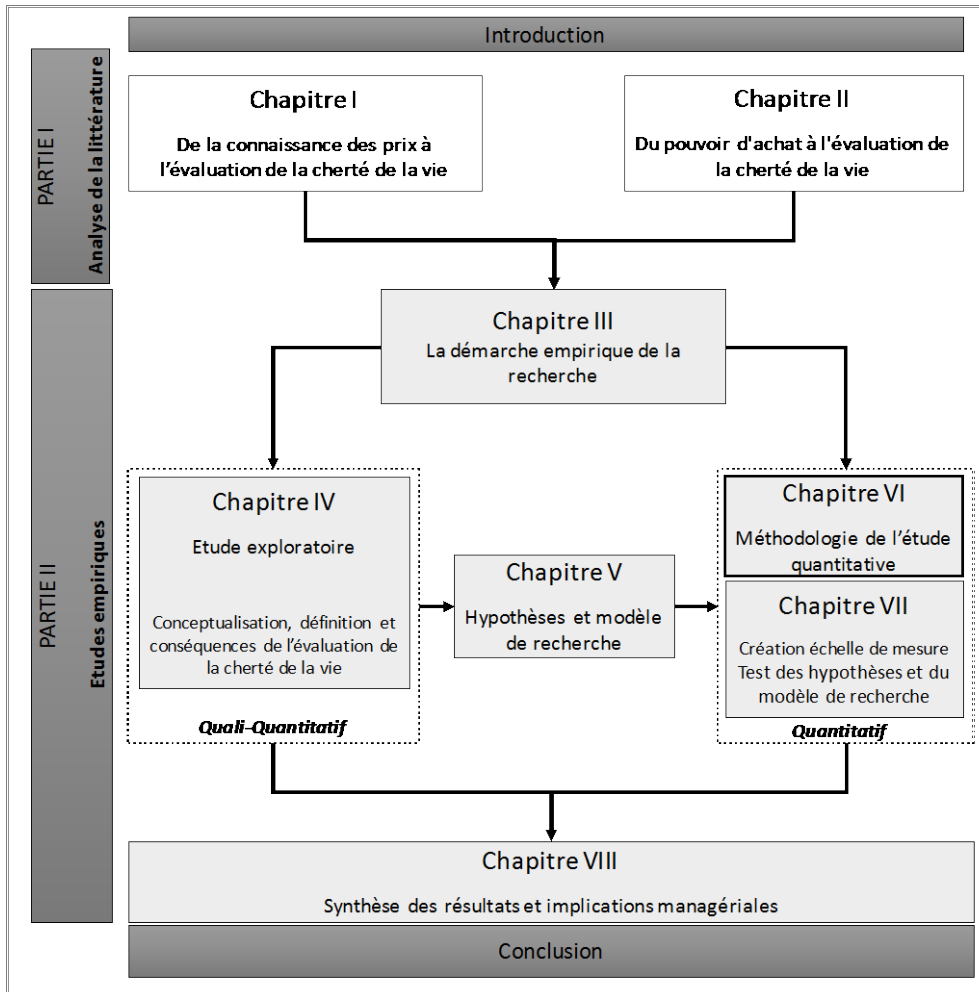 Introduction
PARTIE I
Analyse de la littérature
Chapitre I
De la connaissance des prix à
l’évaluation de la cherté de la vie
Chapitre II
Du pouvoir d'achat à l'évaluation de
la cherté de la vie
PARTIE II
Etudes empiriques
Chapitre III
La démarche empirique de la
recherche
Chapitre IV
Etude exploratoire
Conceptualisation, définition et
conséquences de l’évaluation de
la cherté de la vie
Quali-Quantitatif
Chapitre V
Hypothèses et modèle
de recherche
Chapitre VI
Méthodologie de l’étude
quantitative
Chapitre VII
Création échelle de mesure
Test des hypothèses et du
modèle de recherche
Quantitatif
Chapitre VIII
Synthèse des résultats et implications managériales
Conclusion